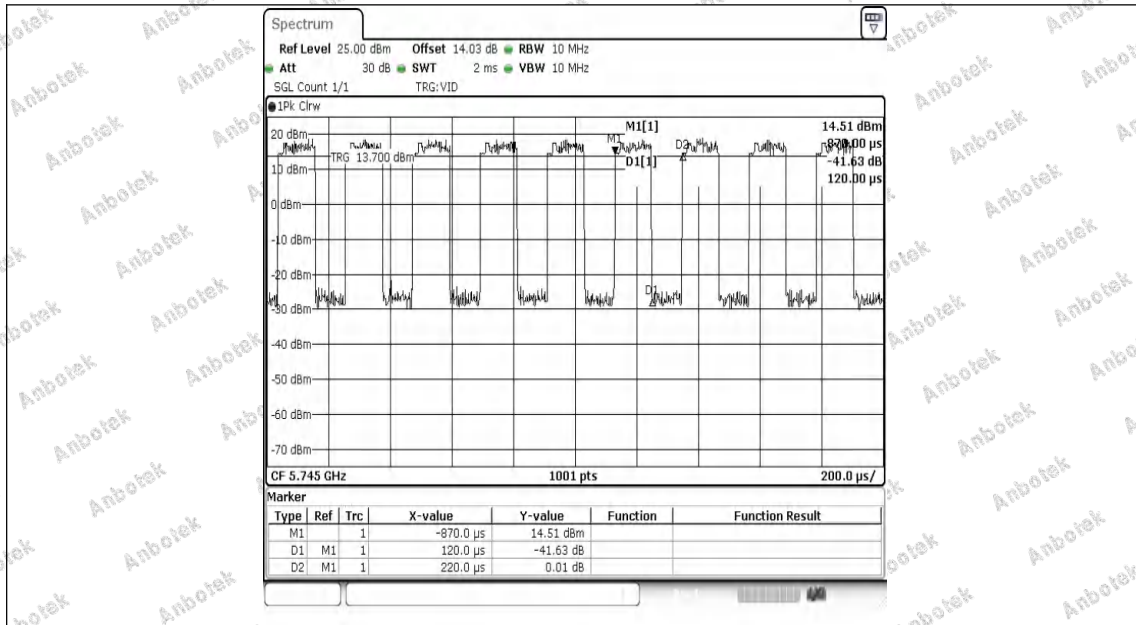 Spectrum
Ref Level 25.00 dBm Offset 14.03 dB RBW 10 MHz
Att 30 dB SWT 2 ms VBW 10 MHz
SGL Count 1/1 TRG:VID
1Pk Clrw
M1[1] 14.51 dBm
D1[1] -41.63 dB
120.00 µs
20 dBm
M1
D2
TRG 13.700 dBm
10 dBm
0 dBm
-10 dBm
-20 dBm
D1
-30 dBm
-40 dBm
-50 dBm
-60 dBm
-70 dBm
CF 5.745 GHz 1001 pts 200.0 µs/
Marker
Type Ref Trc X-value Y-value Function Function Result
M1 1 -870.0 µs 14.51 dBm
D1 M1 1 120.0 µs -41.63 dB
D2 M1 1 220.0 µs 0.01 dB
Anbotek